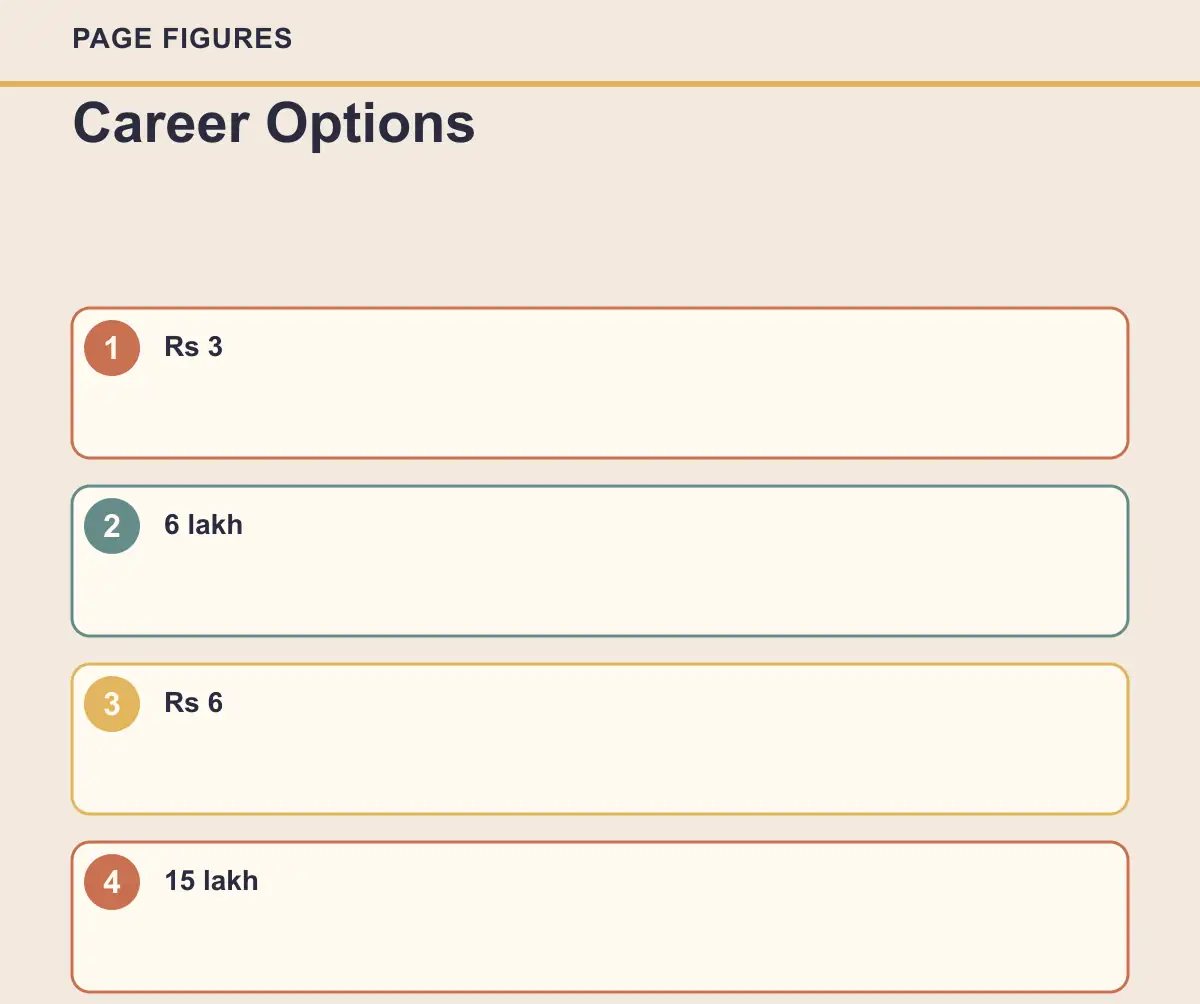 PAGE FIGURES
Career Options
1 Rs 3
2 6 lakh
3 Rs 6
4 15 lakh